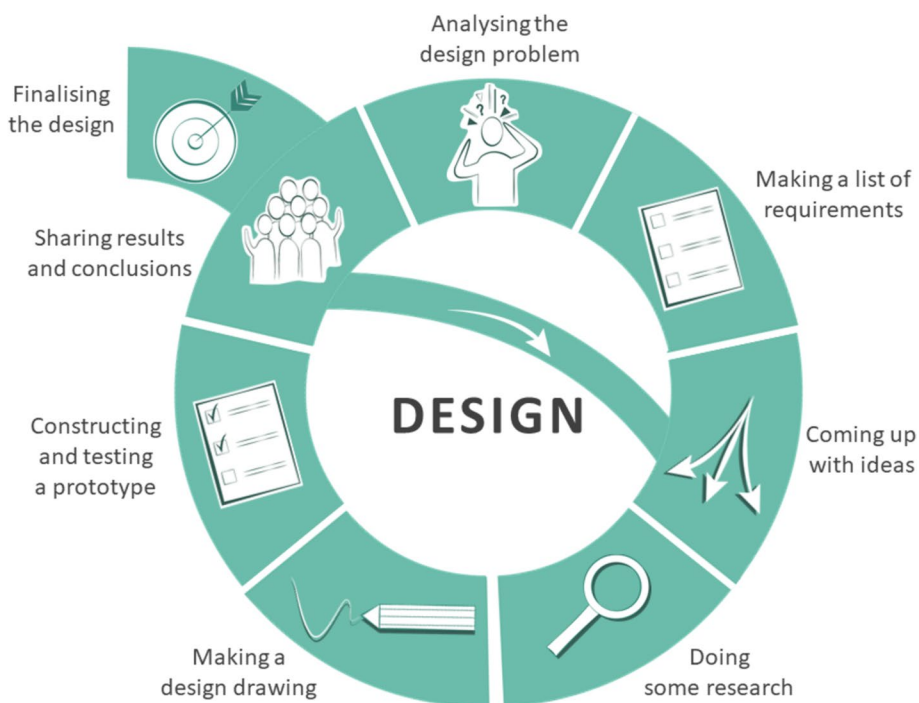 Analysing the
design problem
Making a list of
requirements
Coming up
with ideas
Doing
some research
Making a
design drawing
Constructing
and testing
a prototype
Sharing results
and conclusions
Finalising
the design
DESIGN